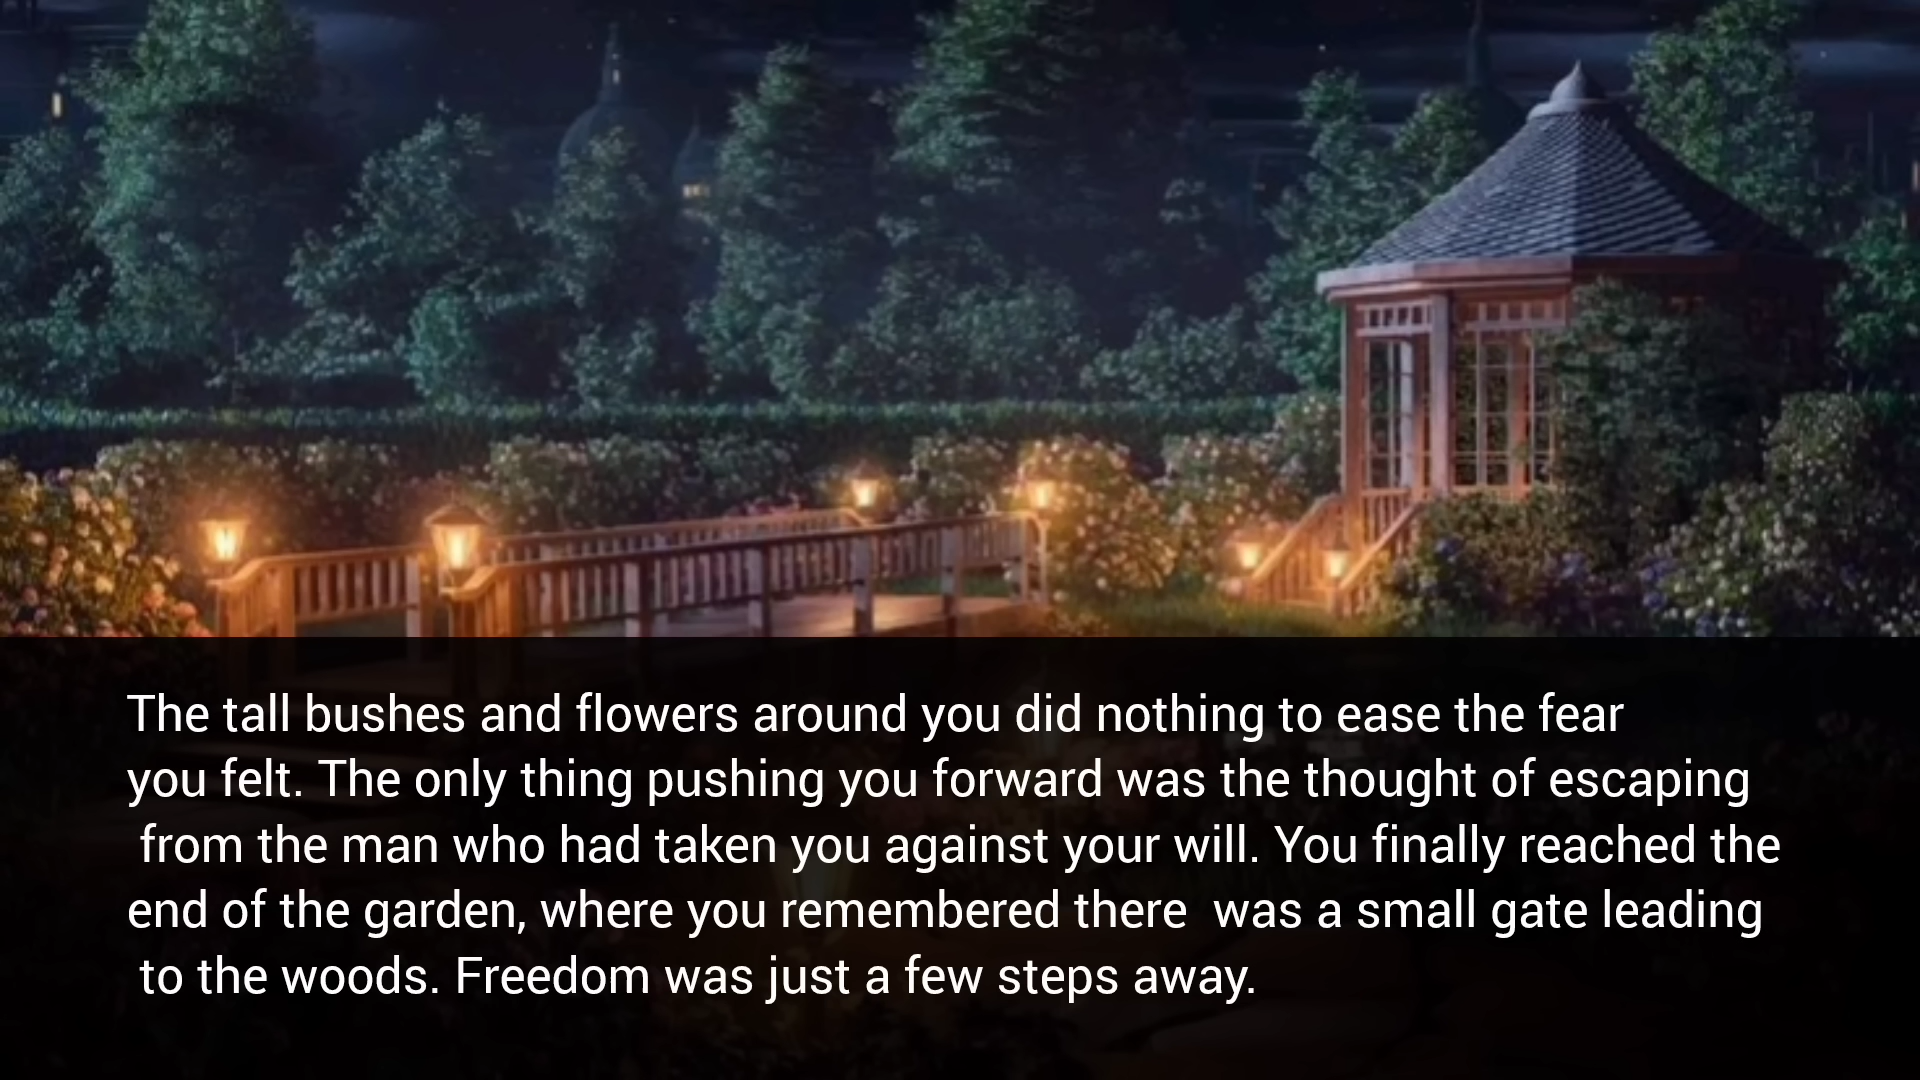 The tall bushes and flowers around you did nothing to ease the fear
you felt. The only thing pushing you forward was the thought of escaping
from the man who had taken you against your will. You finally reached the
end of the garden, where you remembered there  was a small gate leading
to the woods. Freedom was just a few steps away.